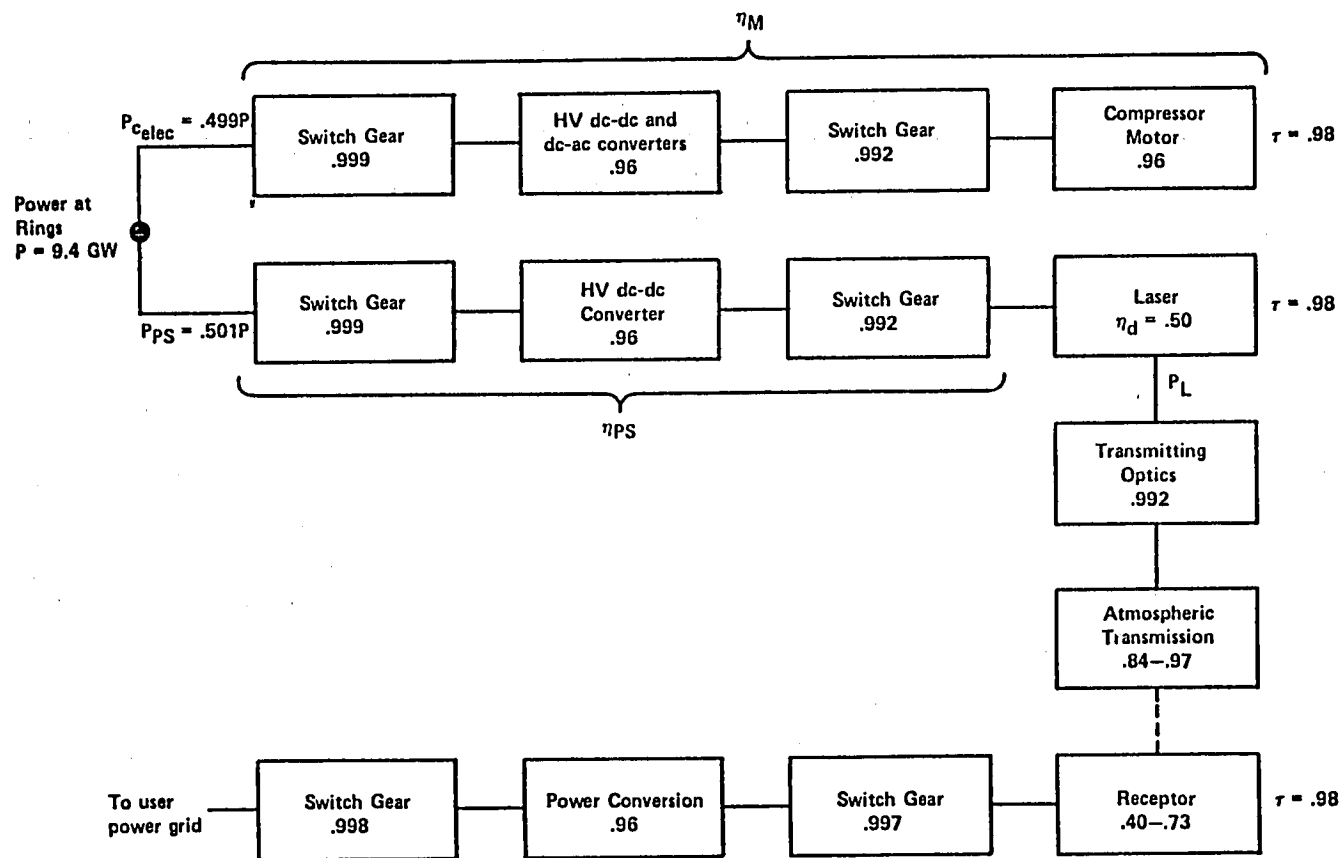 ηM
Pcelec = .499P
Switch Gear
.999
HV dc-dc and
dc-ac converters
.96
Switch Gear
.992
Compressor
Motor
.96
τ = .98
Power at
Rings
P = 9.4 GW
PPS = .501P
Switch Gear
.999
HV dc-dc
Converter
.96
Switch Gear
.992
Laser
ηd = .50
τ = .98
ηPS
PL
Transmitting
Optics
.992
Atmospheric
Transmission
.84—.97
To user
power grid
Switch Gear
.998
Power Conversion
.96
Switch Gear
.997
Receptor
.40—.73
τ = .98